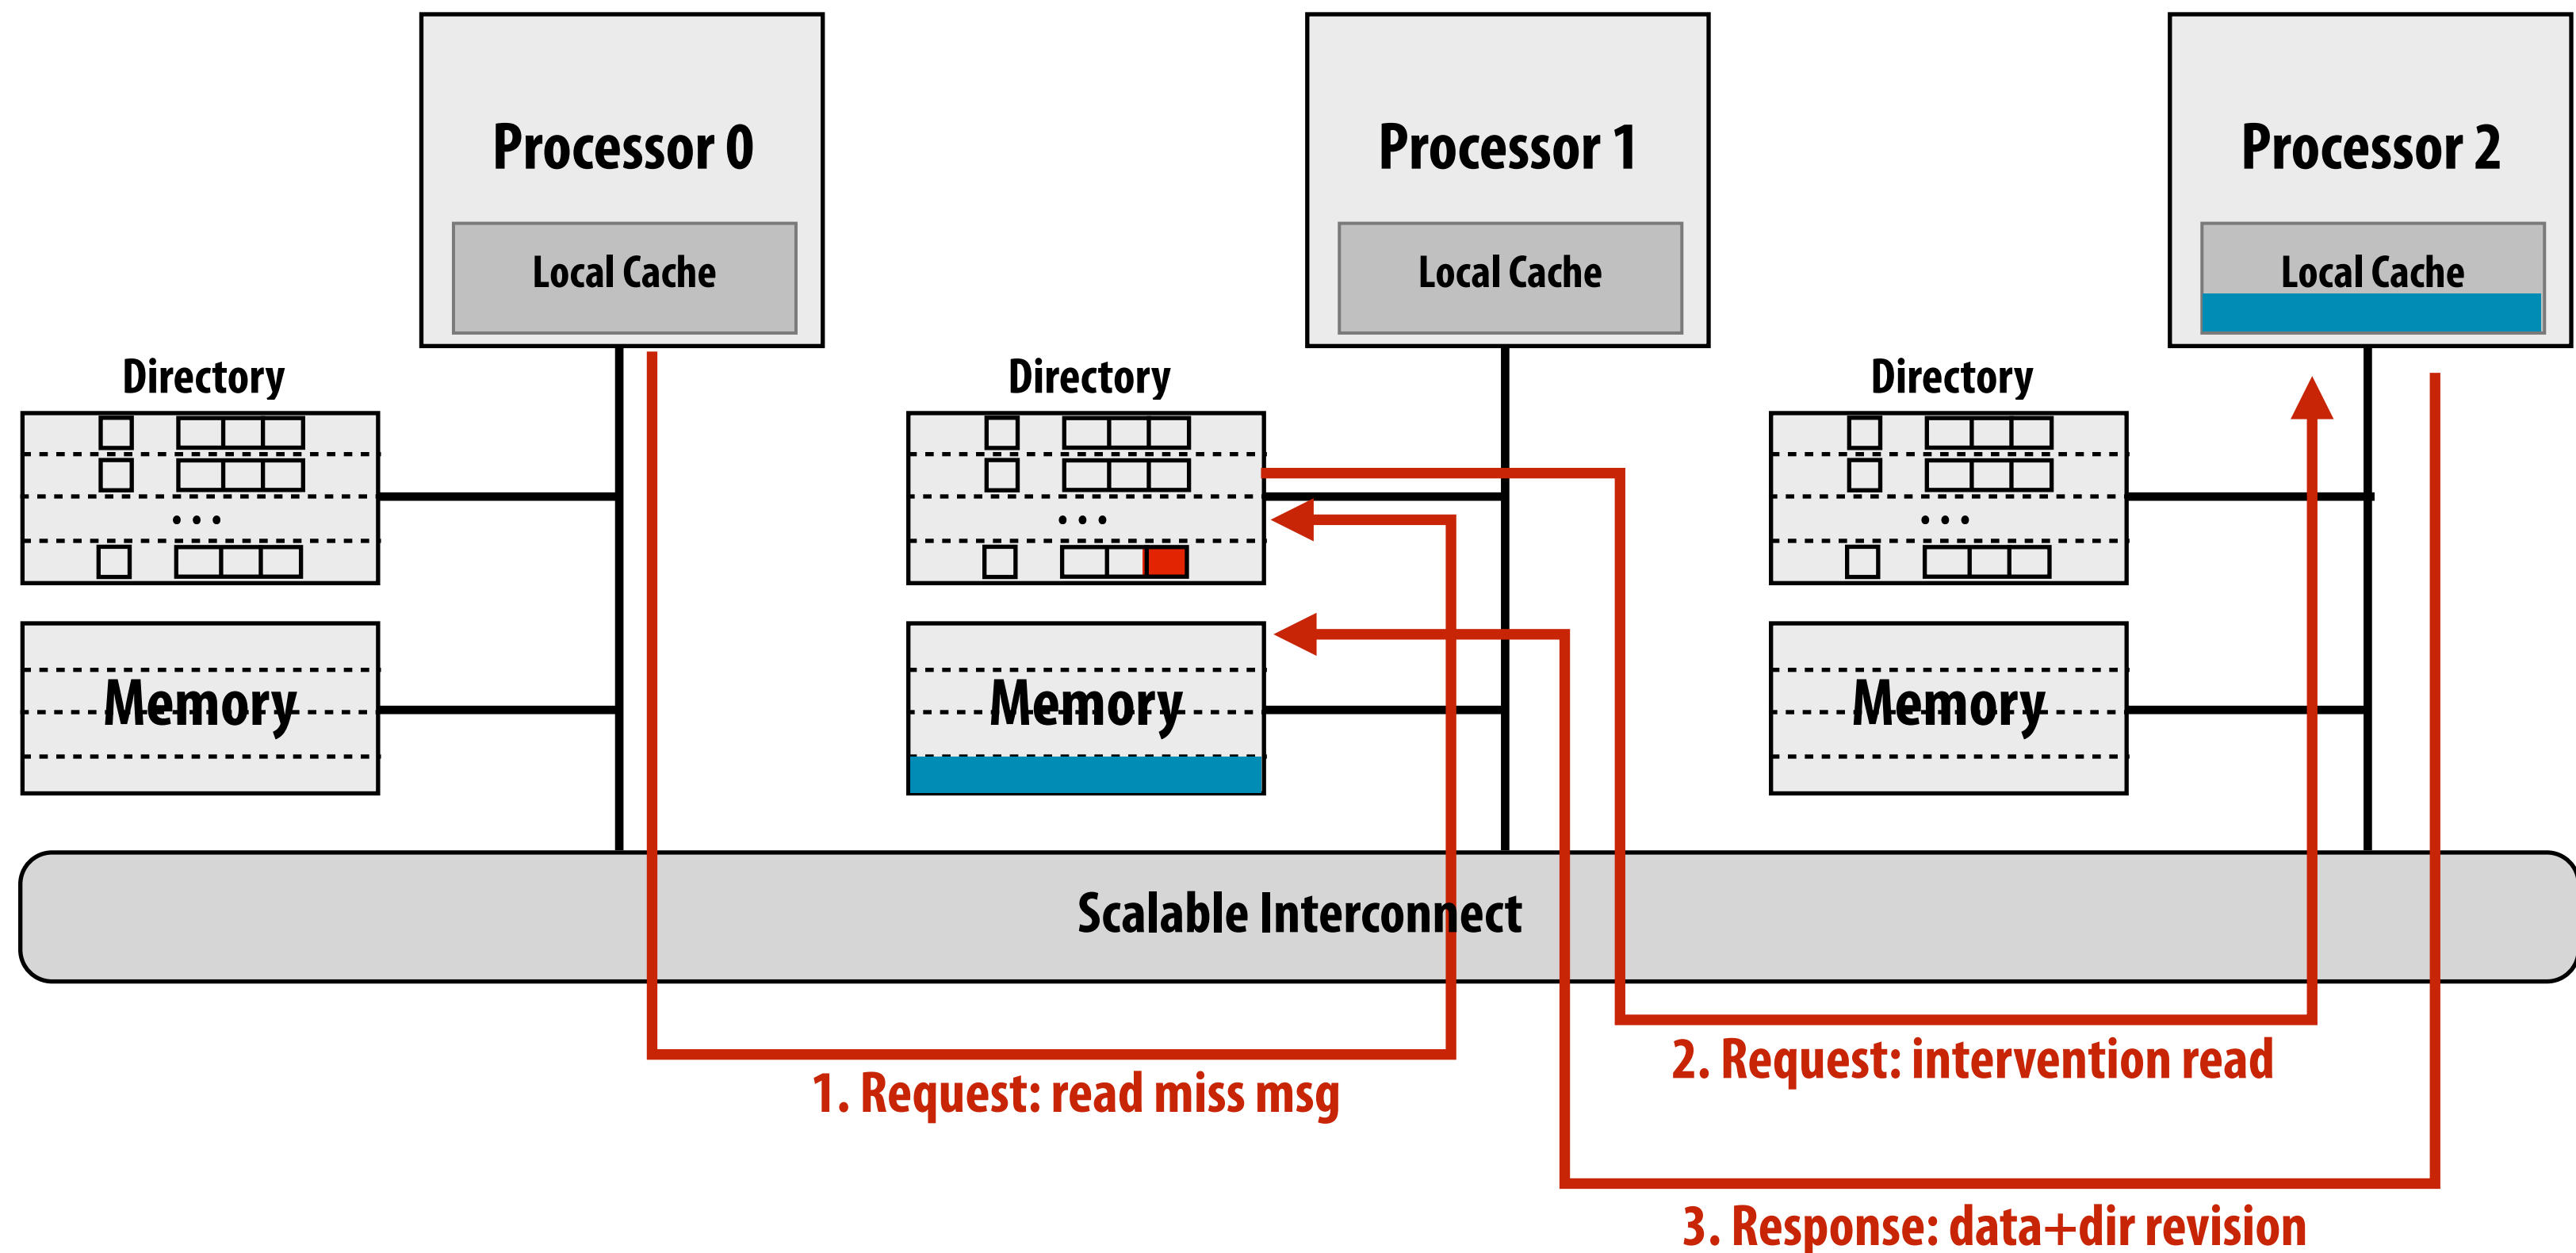 Processor 0
Processor 1
Processor 2
Local Cache
Local Cache
Local Cache
Directory
Directory
Directory
...
...
...
Memory
Memory
Memory
Scalable Interconnect
1. Request: read miss msg
2. Request: intervention read
3. Response: data+dir revision